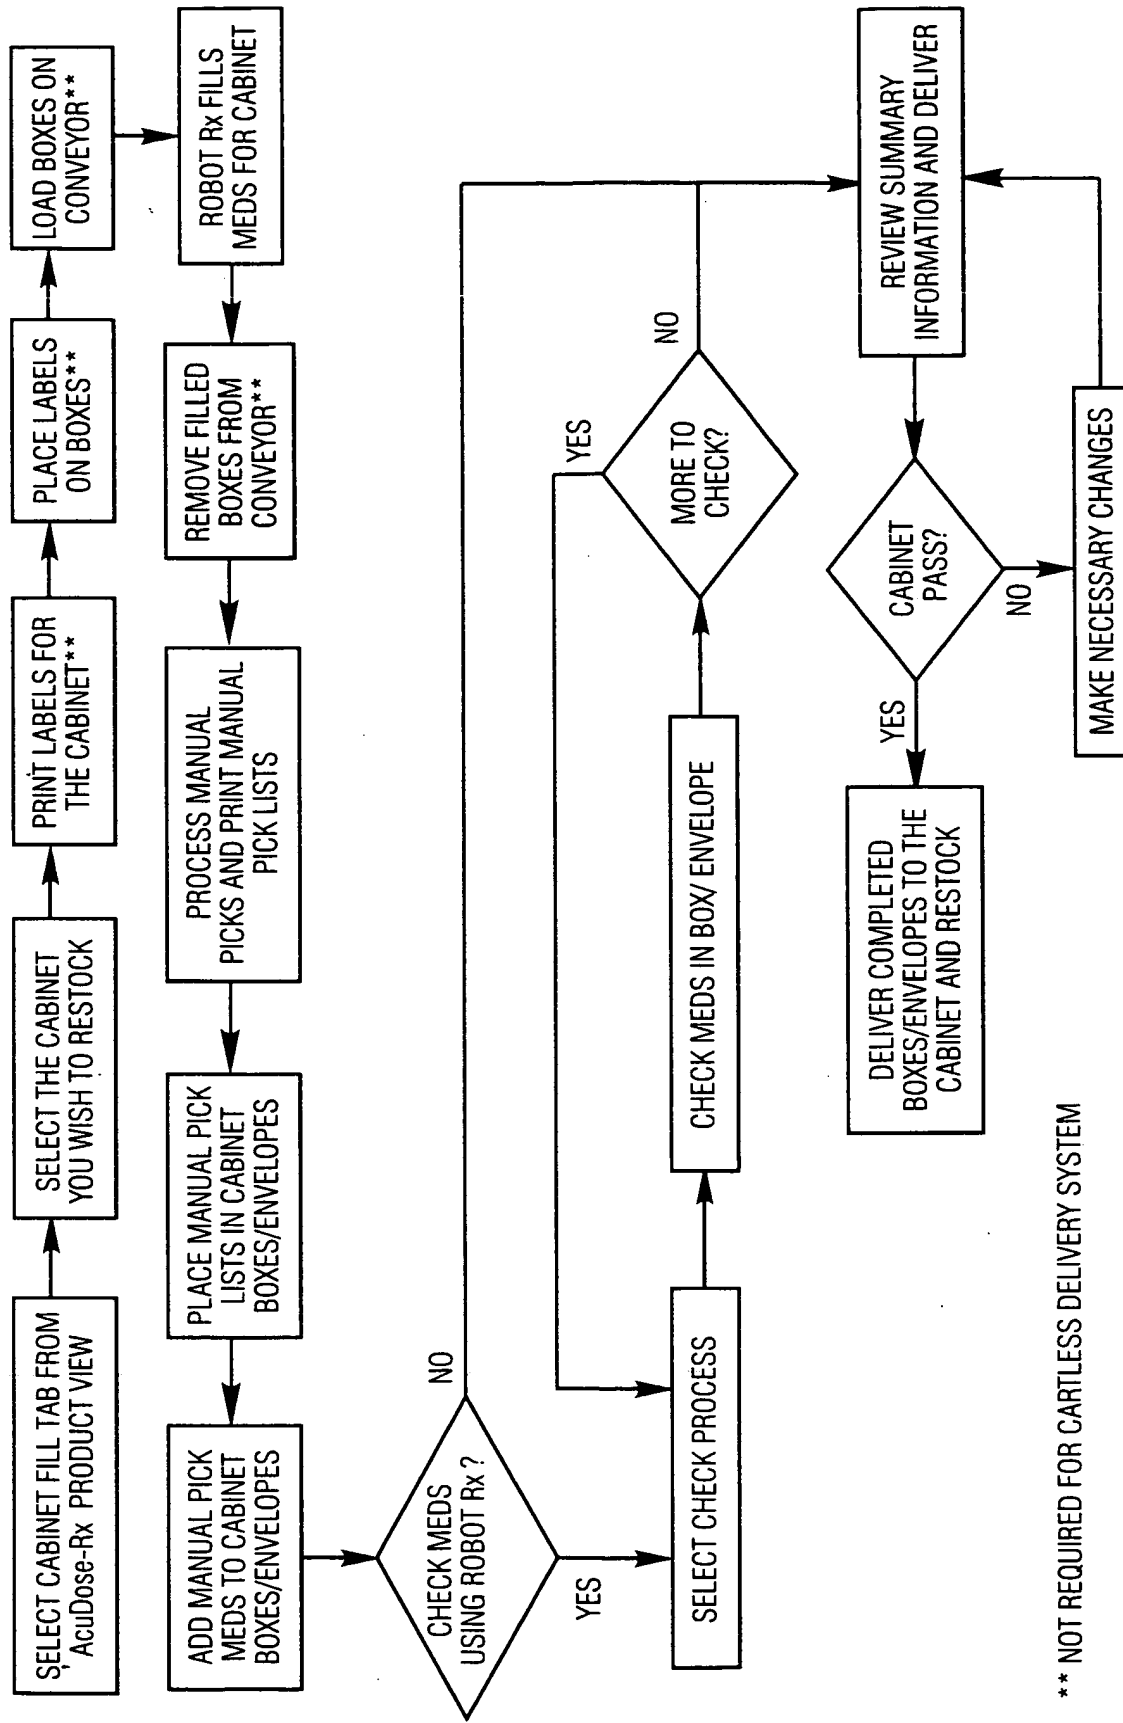 SELECT CABINET FILL TAB FROM
AcuDose-Rx PRODUCT VIEW
SELECT THE CABINET
YOU WISH TO RESTOCK
PRINT LABELS FOR
THE CABINET**
PLACE LABELS
ON BOXES**
LOAD BOXES ON
CONVEYOR**
ROBOT Rx FILLS
MEDS FOR CABINET
REMOVE FILLED
BOXES FROM
CONVEYOR**
PROCESS MANUAL
PICKS AND PRINT MANUAL
PICK LISTS
PLACE MANUAL PICK
LISTS IN CABINET
BOXES/ENVELOPES
ADD MANUAL PICK
MEDS TO CABINET
BOXES/ENVELOPES
CHECK MEDS
USING ROBOT Rx?
NO
YES
SELECT CHECK PROCESS
CHECK MEDS IN BOX/ ENVELOPE
MORE TO
CHECK?
YES
NO
REVIEW SUMMARY
INFORMATION AND DELIVER
CABINET
PASS?
YES
NO
MAKE NECESSARY CHANGES
DELIVER COMPLETED
BOXES/ENVELOPES TO THE
CABINET AND RESTOCK
** NOT REQUIRED FOR CARTLESS DELIVERY SYSTEM